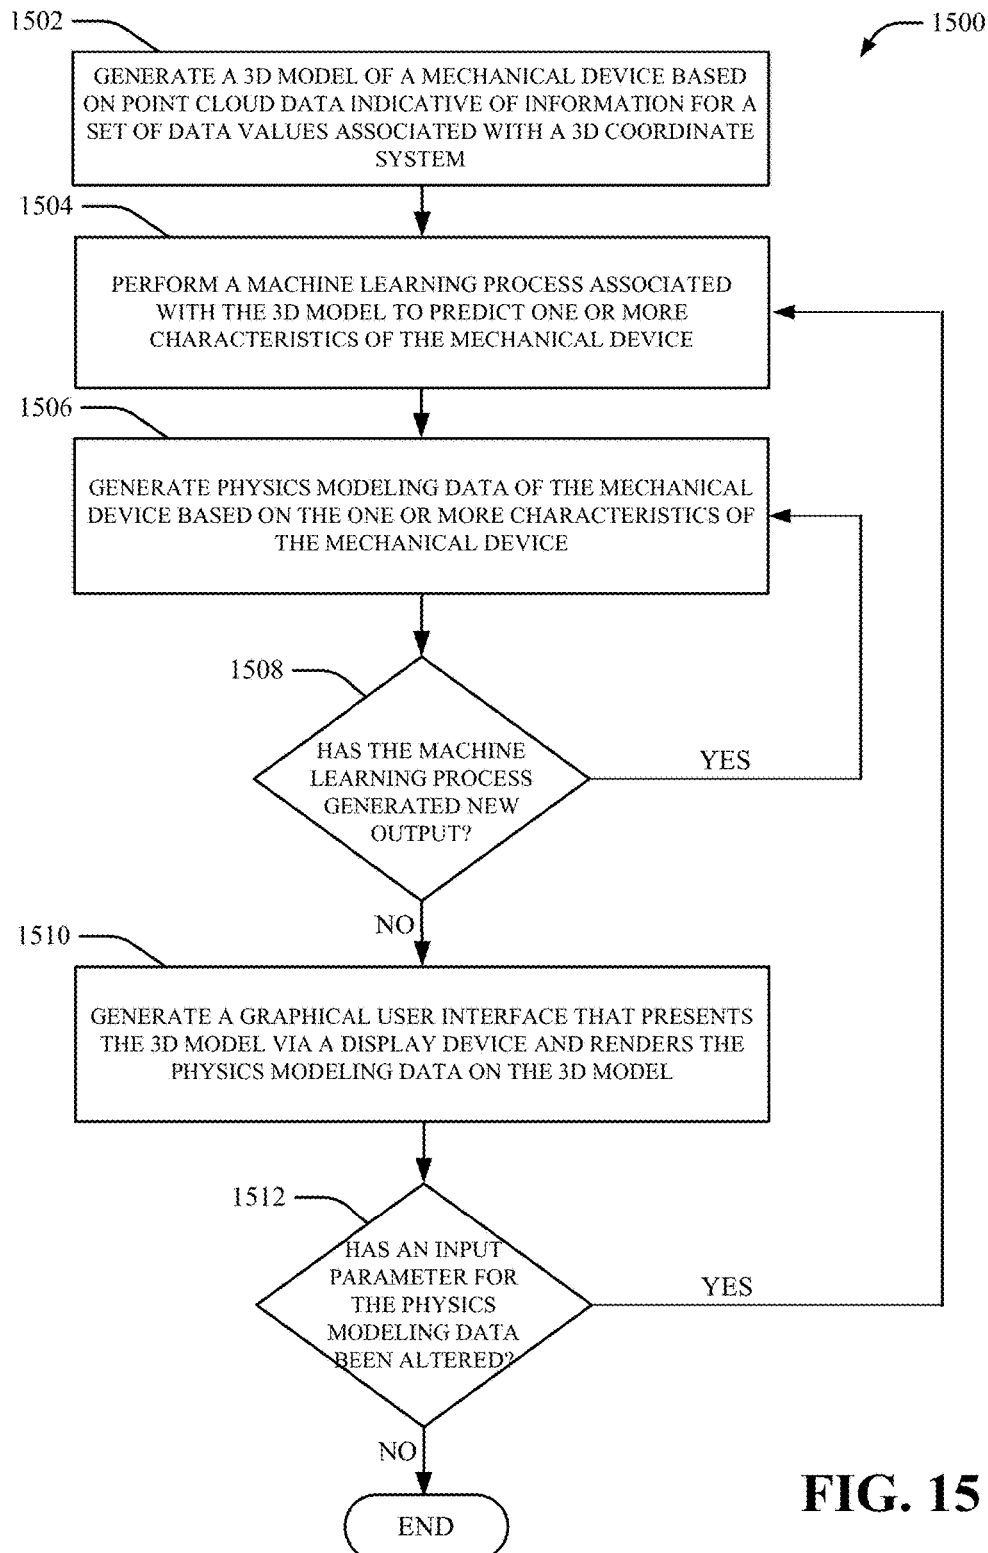 1502
1500
GENERATE A 3D MODEL OF A MECHANICAL DEVICE BASED
ON POINT CLOUD DATA INDICATIVE OF INFORMATION FOR A
SET OF DATA VALUES ASSOCIATED WITH A 3D COORDINATE
SYSTEM
1504
PERFORM A MACHINE LEARNING PROCESS ASSOCIATED
WITH THE 3D MODEL TO PREDICT ONE OR MORE
CHARACTERISTICS OF THE MECHANICAL DEVICE
1506
GENERATE PHYSICS MODELING DATA OF THE MECHANICAL
DEVICE BASED ON THE ONE OR MORE CHARACTERISTICS OF
THE MECHANICAL DEVICE
1508
HAS THE MACHINE
LEARNING PROCESS
GENERATED NEW
OUTPUT?
YES
NO
1510
GENERATE A GRAPHICAL USER INTERFACE THAT PRESENTS
THE 3D MODEL VIA A DISPLAY DEVICE AND RENDERS THE
PHYSICS MODELING DATA ON THE 3D MODEL
1512
HAS AN INPUT
PARAMETER FOR
THE PHYSICS
MODELING DATA
BEEN ALTERED?
YES
NO
END
FIG. 15